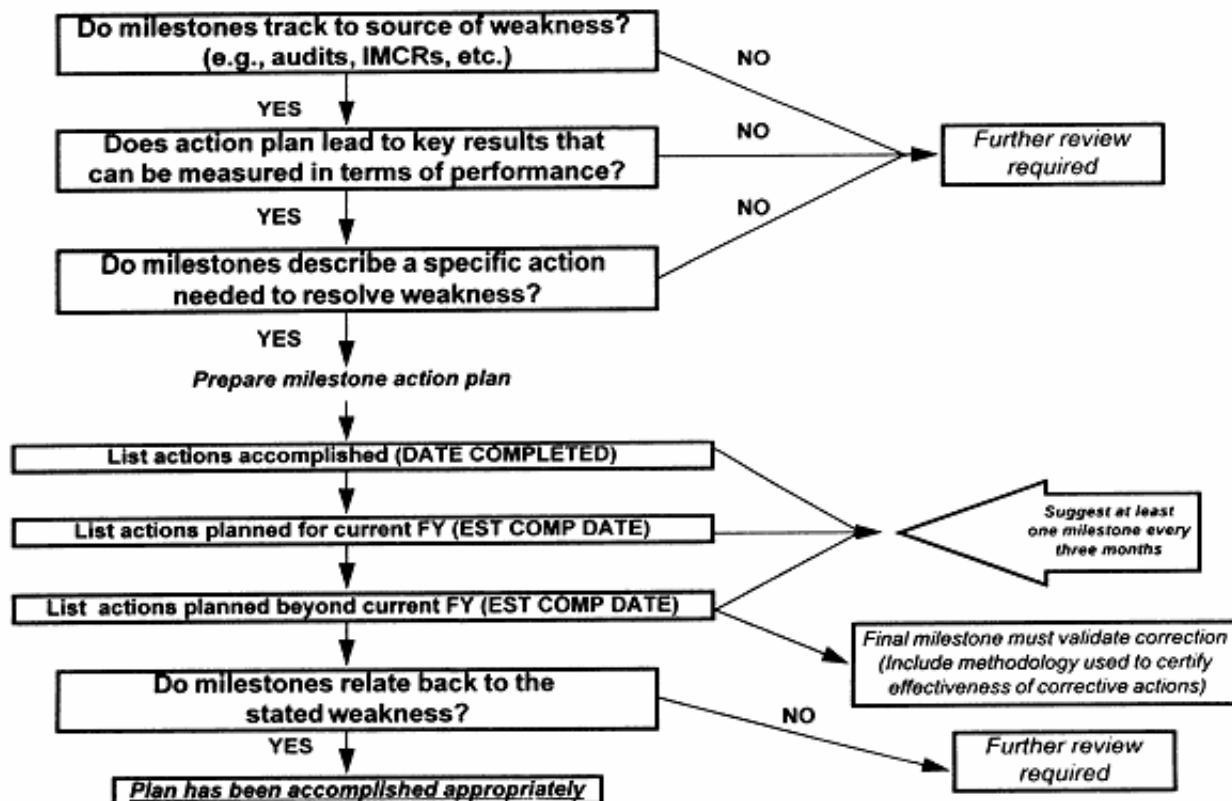 Do milestones track to source of weakness?
(e.g., audits, IMCRs, etc.)
NO
YES
Does action plan lead to key results that
can be measured in terms of performance?
NO
Further review
required
YES
NO
Do milestones describe a specific action
needed to resolve weakness?
YES
Prepare milestone action plan
List actions accomplished (DATE COMPLETED)
List actions planned for current FY (EST COMP DATE)
Suggest at least
one milestone every
three months
List actions planned beyond current FY (EST COMP DATE)
Final milestone must validate correction
(Include methodology used to certify
effectiveness of corrective actions)
Do milestones relate back to the
stated weakness?
NO
YES
Further review
required
Plan has been accomplished appropriately